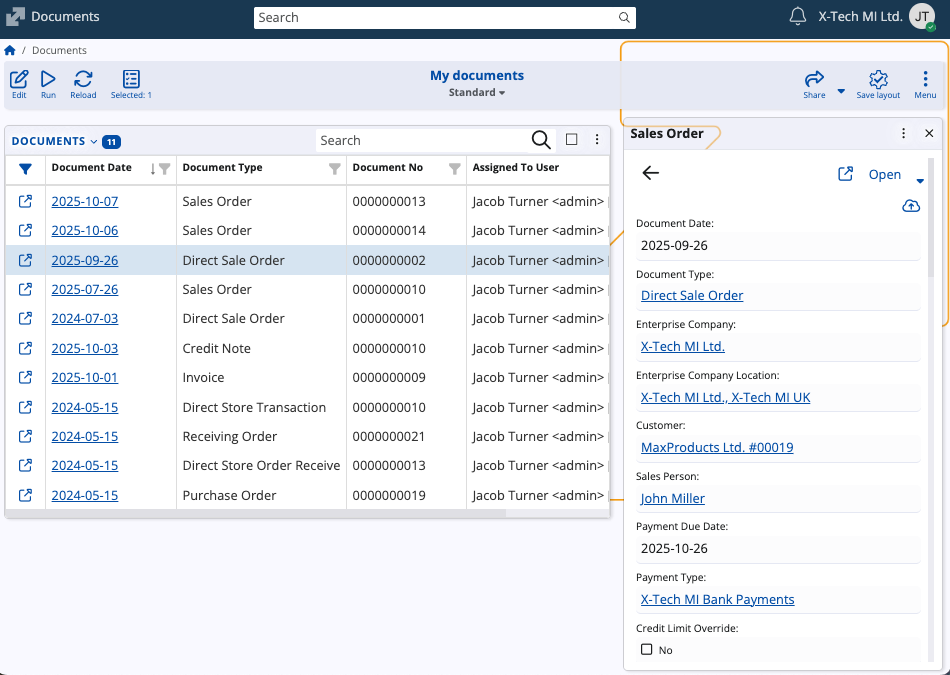 Documents
Search
X-Tech MI Ltd.
JT
/ Documents
Edit
Run
Reload
Selected: 1
My documents
Standard
Share
Save layout
Menu
DOCUMENTS 11
Search
Document Date Document Type Document No Assigned To User
2025-10-07 Sales Order 0000000013 Jacob Turner <admin>
2025-10-06 Sales Order 0000000014 Jacob Turner <admin>
2025-09-26 Direct Sale Order 0000000002 Jacob Turner <admin>
2025-07-26 Sales Order 0000000010 Jacob Turner <admin>
2024-07-03 Direct Sale Order 0000000001 Jacob Turner <admin>
2025-10-03 Credit Note 0000000010 Jacob Turner <admin>
2025-10-01 Invoice 0000000009 Jacob Turner <admin>
2024-05-15 Direct Store Transaction 0000000010 Jacob Turner <admin>
2024-05-15 Receiving Order 0000000021 Jacob Turner <admin>
2024-05-15 Direct Store Order Receive 0000000013 Jacob Turner <admin>
2024-05-15 Purchase Order 0000000019 Jacob Turner <admin>
Sales Order
Open
Document Date:
2025-09-26
Document Type:
Direct Sale Order
Enterprise Company:
X-Tech MI Ltd.
Enterprise Company Location:
X-Tech MI Ltd., X-Tech MI UK
Customer:
MaxProducts Ltd. #00019
Sales Person:
John Miller
Payment Due Date:
2025-10-26
Payment Type:
X-Tech MI Bank Payments
Credit Limit Override:
No